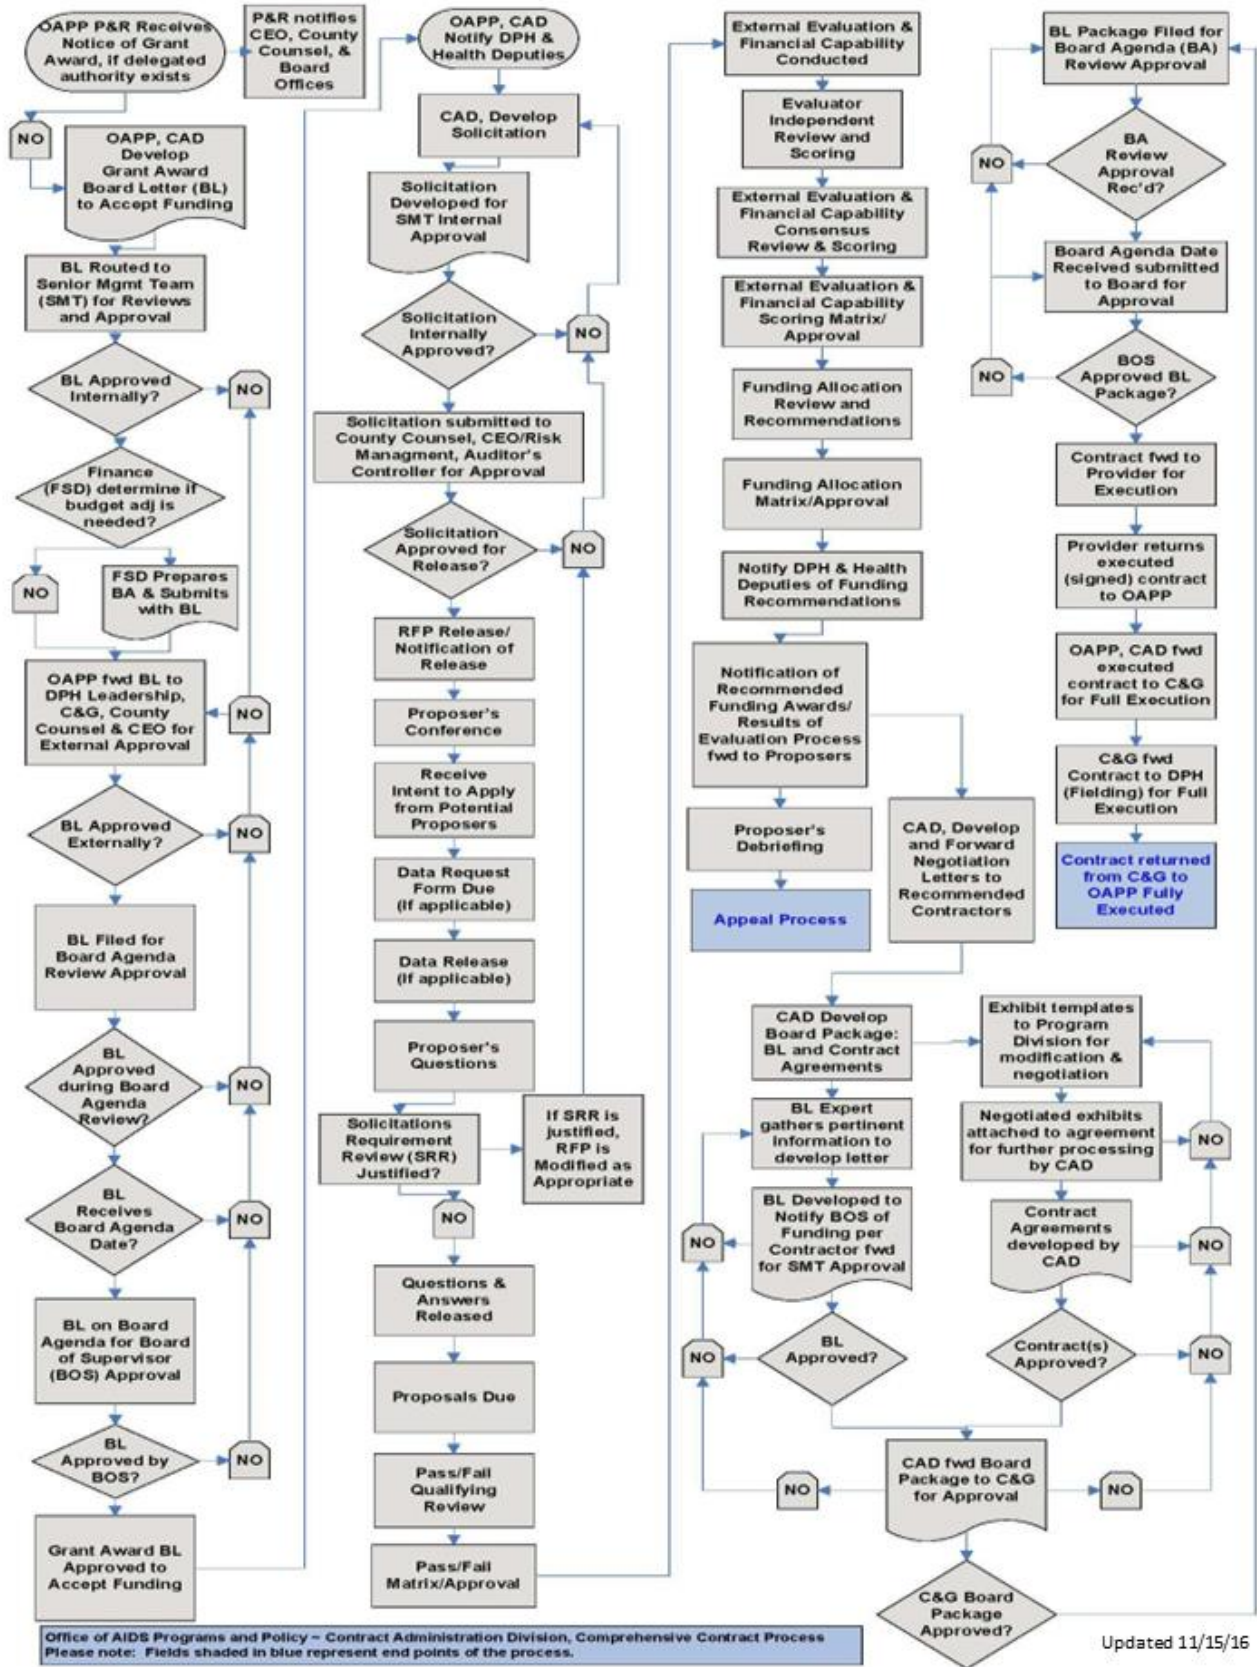 OAPP P&R Receives
Notice of Grant
Award, if delegated
authority exists
P&R notifies
CEO, County
Counsel, &
Board
Offices
NO
OAPP, CAD
Develop
Grant Award
Board Letter (BL)
to Accept Funding
BL Routed to
Senior Mgmt Team
(SMT) for Reviews
and Approval
BL Approved
Internally?
NO
Finance
(FSD) determine if
budget adj is
needed?
NO
FSD Prepares
BA & Submits
with BL
OAPP fwd BL to
DPH Leadership,
C&G, County
Counsel & CEO for
External Approval
NO
BL Approved
Externally?
NO
BL Filed for
Board Agenda
Review Approval
BL
Approved
during Board
Agenda
Review?
NO
BL
Receives
Board Agenda
Date?
NO
BL on Board
Agenda for Board
of Supervisor
(BOS) Approval
BL
Approved by
BOS?
NO
Grant Award BL
Approved to
Accept Funding
OAPP, CAD
Notify DPH &
Health Deputies
CAD, Develop
Solicitation
Solicitation
Developed for
SMT Internal
Approval
Solicitation
Internally
Approved?
NO
Solicitation submitted to
County Counsel, CEO/Risk
Managment, Auditor's
Controller for Approval
Solicitation
Approved for
Release?
NO
RFP Release/
Notification of
Release
Proposer's
Conference
Receive
Intent to Apply
from Potential
Proposers
Data Request
Form Due
(If applicable)
Data Release
(If applicable)
Proposer's
Questions
Solicitations
Requirement
Review (SRR)
Justified?
If SRR is
justified,
RFP is
Modified as
Appropriate
NO
Questions &
Answers
Released
Proposals Due
Pass/Fail
Qualifying
Review
Pass/Fail
Matrix/Approval
External Evaluation &
Financial Capability
Conducted
Evaluator
Independent
Review and
Scoring
External Evaluation &
Financial Capability
Consensus
Review & Scoring
External Evaluation &
Financial Capability
Scoring Matrix/
Approval
Funding Allocation
Review and
Recommendations
Funding Allocation
Matrix/Approval
Notify DPH & Health
Deputies of Funding
Recommendations
Notification of
Recommended
Funding Awards/
Results of
Evaluation Process
fwd to Proposers
Proposer's
Debriefing
Appeal Process
CAD, Develop
and Forward
Negotiation
Letters to
Recommended
Contractors
CAD Develop
Board Package:
BL and Contract
Agreements
BL Expert
gathers pertinent
information to
develop letter
BL Developed to
Notify BOS of
Funding per
Contractor fwd
for SMT Approval
NO
BL
Approved?
NO
Exhibit templates
to Program
Division for
modification &
negotiation
Negotiated exhibits
attached to agreement
for further processing
by CAD
NO
Contract
Agreements
developed by
CAD
NO
Contract(s)
Approved?
NO
CAD fwd Board
Package to C&G
for Approval
NO
NO
C&G Board
Package
Approved?
BL Package Filed for
Board Agenda (BA)
Review Approval
BA
Review
Approval
Rec'd?
NO
Board Agenda Date
Received submitted
to Board for
Approval
BOS
Approved BL
Package?
NO
Contract fwd to
Provider for
Execution
Provider returns
executed
(signed) contract
to OAPP
OAPP, CAD fwd
executed
contract to C&G
for Full Execution
C&G fwd
Contract to DPH
(Fielding) for Full
Execution
Contract returned
from C&G to
OAPP Fully
Executed
Office of AIDS Programs and Policy ~ Contract Administration Division, Comprehensive Contract Process
Please note: Fields shaded in blue represent end points of the process.
Updated 11/15/16